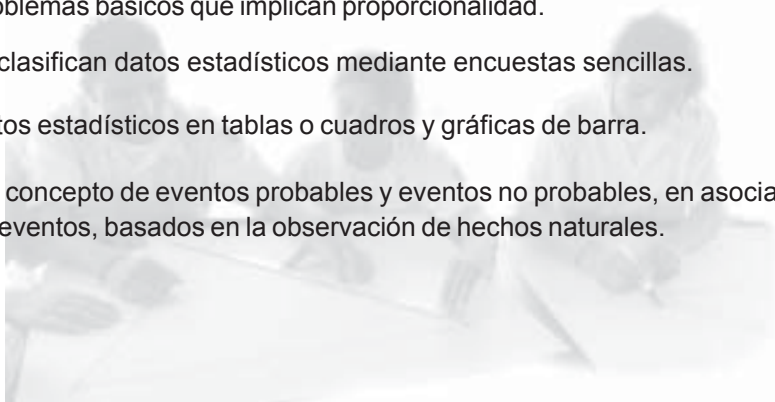 oblemas básicos que implican proporcionalidad.
clasifican datos estadísticos mediante encuestas sencillas.
tos estadísticos en tablas o cuadros y gráficas de barra.
concepto de eventos probables y eventos no probables, en asocia
eventos, basados en la observación de hechos naturales.